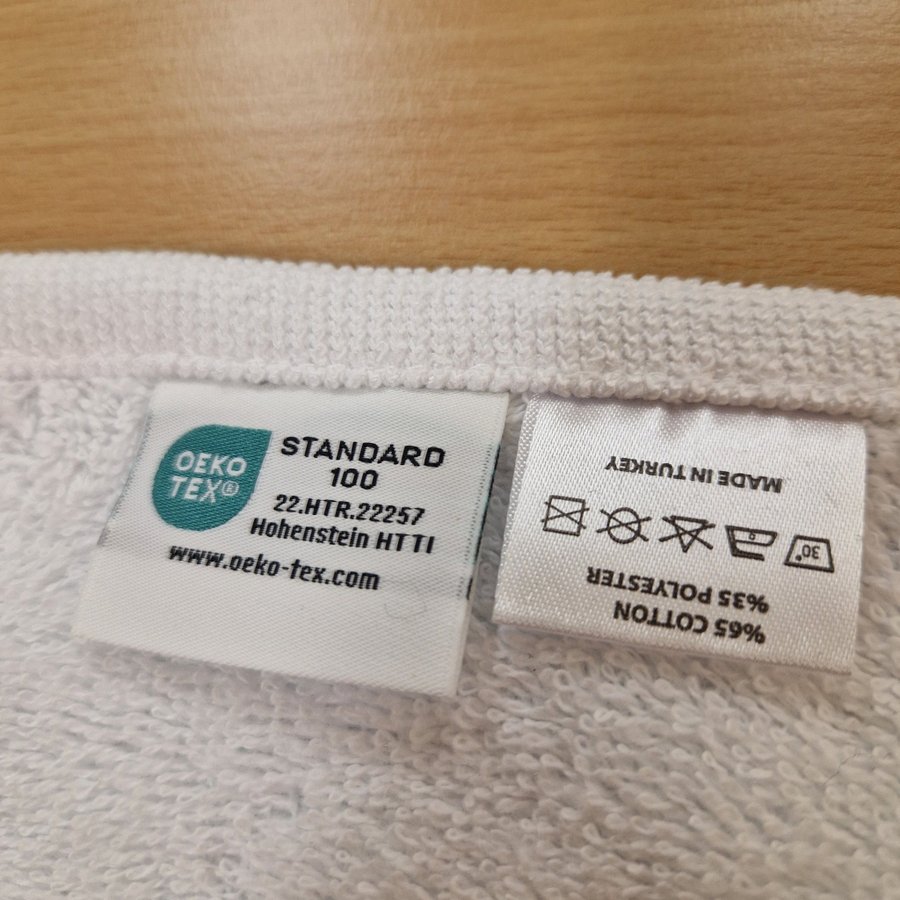 OEKO
TEX®
STANDARD
100
22.HTR.22257
Hohenstein HTTI
www.oeko-tex.com
%65 COTTON
%35 POLYESTER
30°
MADE IN TURKEY